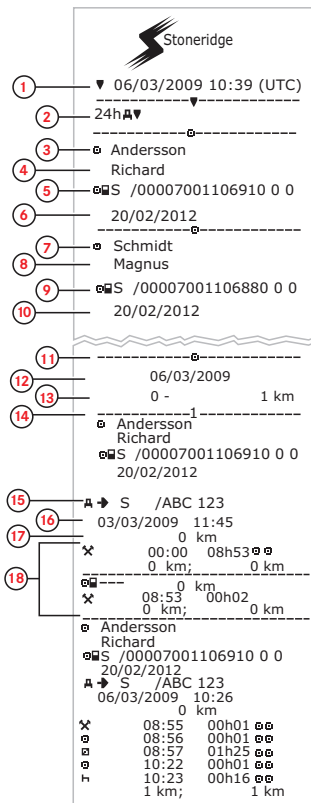 Stoneridge
1 06/03/2009 10:39 (UTC)
2 24h
3 Andersson
4 Richard
5 S /00007001106910 0 0
6 20/02/2012
7 Schmidt
8 Magnus
9 S /00007001106880 0 0
10 20/02/2012
11
12 06/03/2009
13 0 - 1 km
14 1
Andersson
Richard
S /00007001106910 0 0
20/02/2012
15 S /ABC 123
16 03/03/2009 11:45
17 0 km
18 00:00 08h53
0 km; 0 km
---
0 km
08:53 00h02
0 km; 0 km
Andersson
Richard
S /00007001106910 0 0
20/02/2012
S /ABC 123
06/03/2009 10:26
0 km
08:55 00h01
08:56 00h01
08:57 01h25
10:22 00h01
10:23 00h16
1 km; 0 km